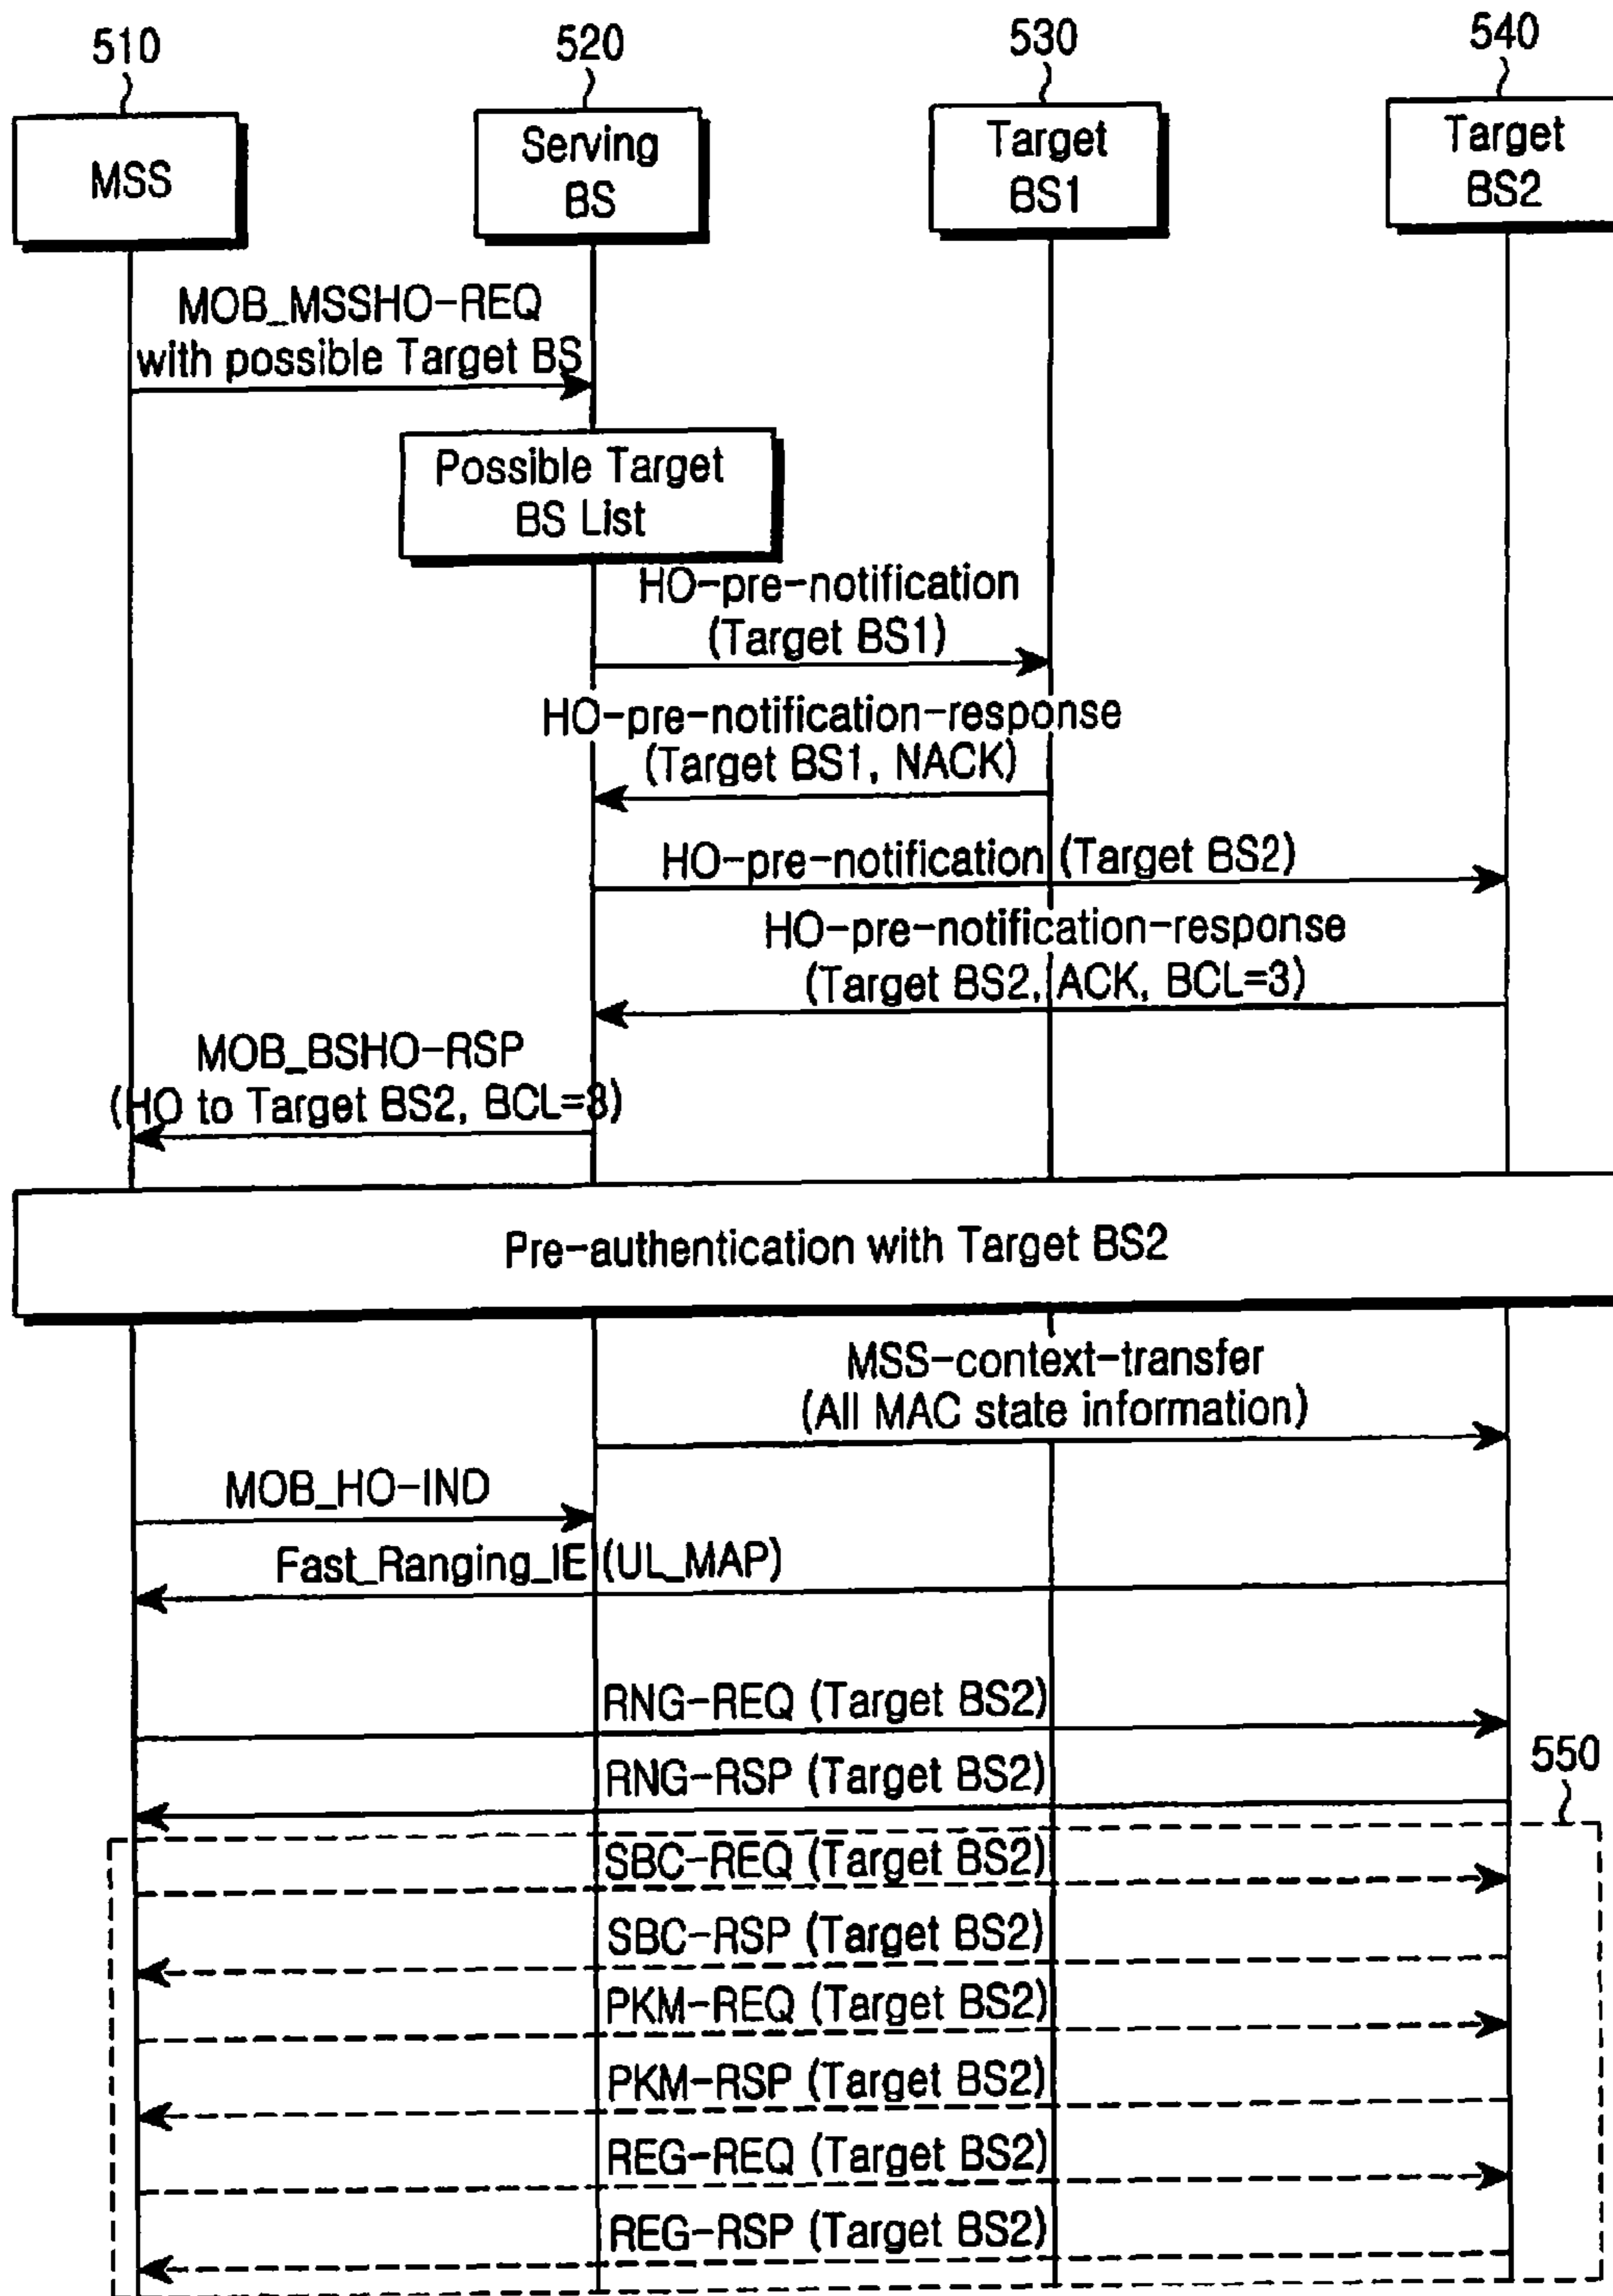 510
520
530
540
MSS
Serving
BS
Target
BS1
Target
BS2
MOB_MSSHO-REQ
with possible Target BS
Possible Target
BS List
HO-pre-notification
(Target BS1)
HO-pre-notification-response
(Target BS1, NACK)
HO-pre-notification (Target BS2)
HO-pre-notification-response
(Target BS2, ACK, BCL=3)
MOB_BSHO-RSP
(HO to Target BS2, BCL=3)
Pre-authentication with Target BS2
MSS-context-transfer
(All MAC state information)
MOB_HO-IND
Fast_Ranging_IE (UL_MAP)
RNG-REQ (Target BS2)
RNG-RSP (Target BS2)
550
SBC-REQ (Target BS2)
SBC-RSP (Target BS2)
PKM-REQ (Target BS2)
PKM-RSP (Target BS2)
REG-REQ (Target BS2)
REG-RSP (Target BS2)